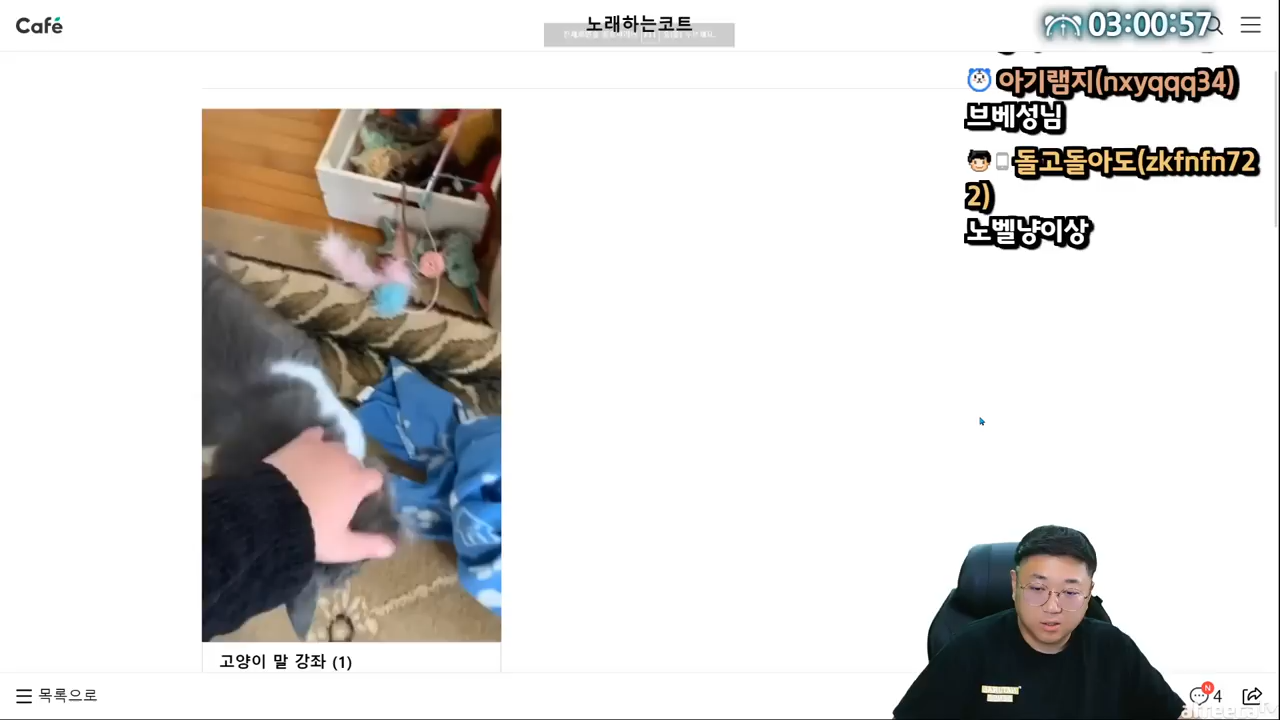 Café
노래하는코트
03:00:57
아기램지(nxyqqq34)
브베성님
돌고돌아도(zkfnfn72
2)
노벨냥이상
고양이 말 강좌 (1)
목록으로
N
4
afreecatv